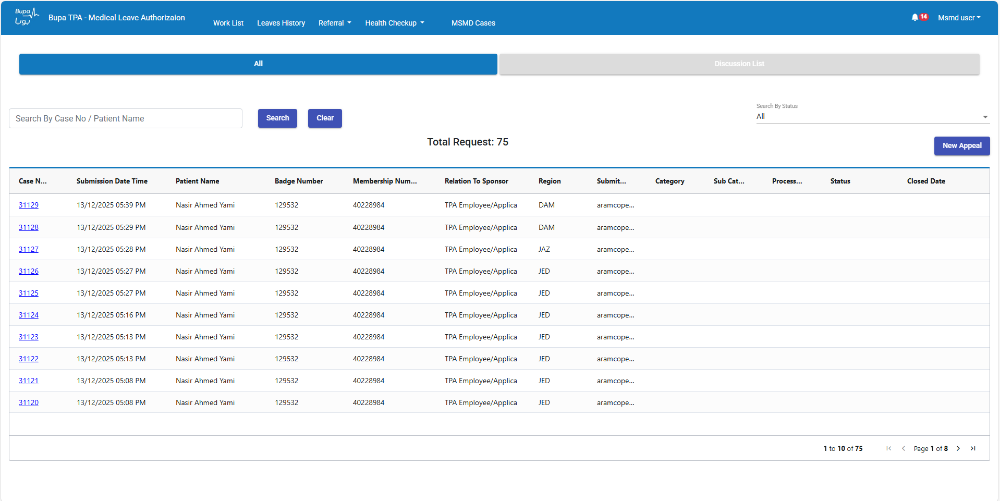 Bupa
بوبا
Bupa TPA - Medical Leave Authorizaion
Work List
Leaves History
Referral
Health Checkup
MSMD Cases
14
Msmd user
All
Discussion List
Search By Case No / Patient Name
Search
Clear
Search By Status
All
Total Request: 75
New Appeal
Case N... Submission Date Time Patient Name Badge Number Membership Num... Relation To Sponsor Region Submit... Category Sub Cat... Process... Status Closed Date
31129 13/12/2025 05:39 PM Nasir Ahmed Yami 129532 40228984 TPA Employee/Applica DAM aramcope...
31128 13/12/2025 05:29 PM Nasir Ahmed Yami 129532 40228984 TPA Employee/Applica DAM aramcope...
31127 13/12/2025 05:28 PM Nasir Ahmed Yami 129532 40228984 TPA Employee/Applica JAZ aramcope...
31126 13/12/2025 05:27 PM Nasir Ahmed Yami 129532 40228984 TPA Employee/Applica JED aramcope...
31125 13/12/2025 05:27 PM Nasir Ahmed Yami 129532 40228984 TPA Employee/Applica JED aramcope...
31124 13/12/2025 05:16 PM Nasir Ahmed Yami 129532 40228984 TPA Employee/Applica JED aramcope...
31123 13/12/2025 05:13 PM Nasir Ahmed Yami 129532 40228984 TPA Employee/Applica JED aramcope...
31122 13/12/2025 05:13 PM Nasir Ahmed Yami 129532 40228984 TPA Employee/Applica JED aramcope...
31121 13/12/2025 05:08 PM Nasir Ahmed Yami 129532 40228984 TPA Employee/Applica JED aramcope...
31120 13/12/2025 05:08 PM Nasir Ahmed Yami 129532 40228984 TPA Employee/Applica JED aramcope...
1 to 10 of 75 Page 1 of 8